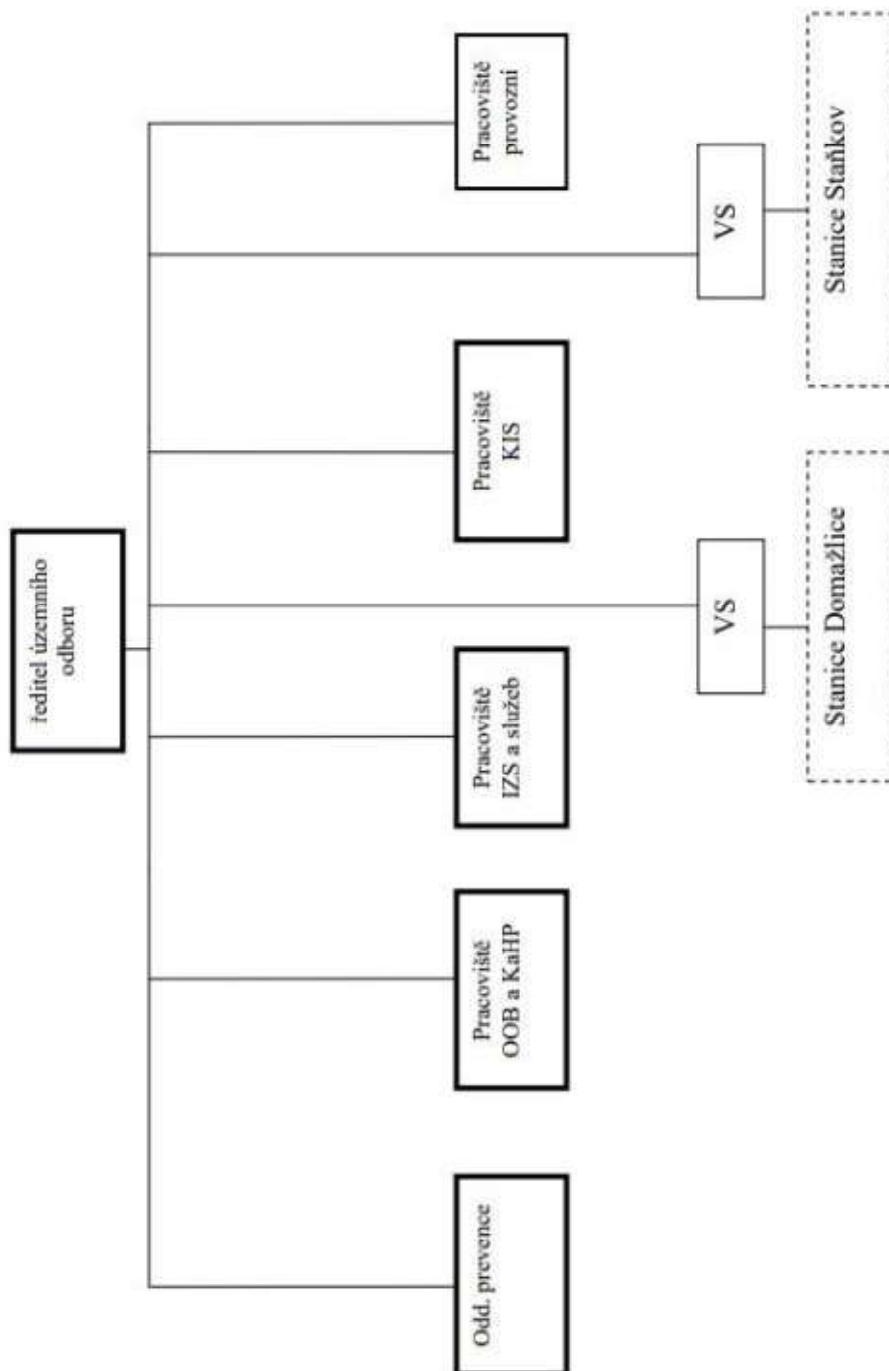 ředitel územního
odboru
Odd. prevence
Pracoviště
OOB a KaHP
Pracoviště
IZS a služeb
Pracoviště
KIS
Pracoviště
provozní
VS
VS
Stanice Domažlice
Stanice Staňkov